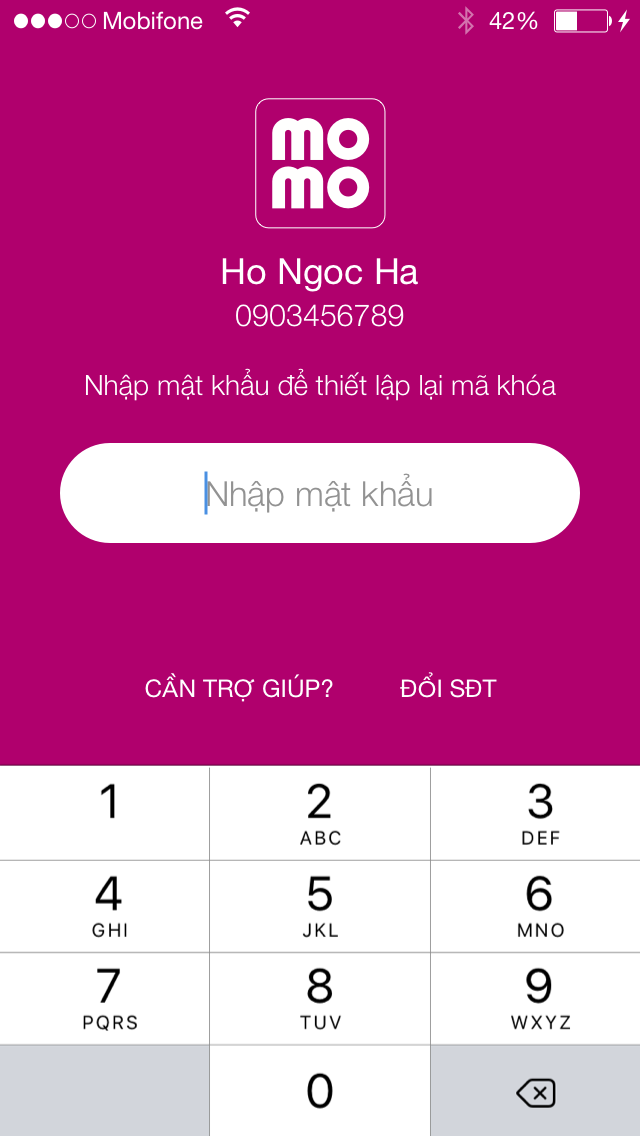 Mobifone 42%
mo
mo
Ho Ngoc Ha
0903456789
Nhập mật khẩu để thiết lập lại mã khóa
Nhập mật khẩu
CẦN TRỢ GIÚP? ĐỔI SĐT
1 2 3
ABC DEF
4 5 6
GHI JKL MNO
7 8 9
PQRS TUV WXYZ
0